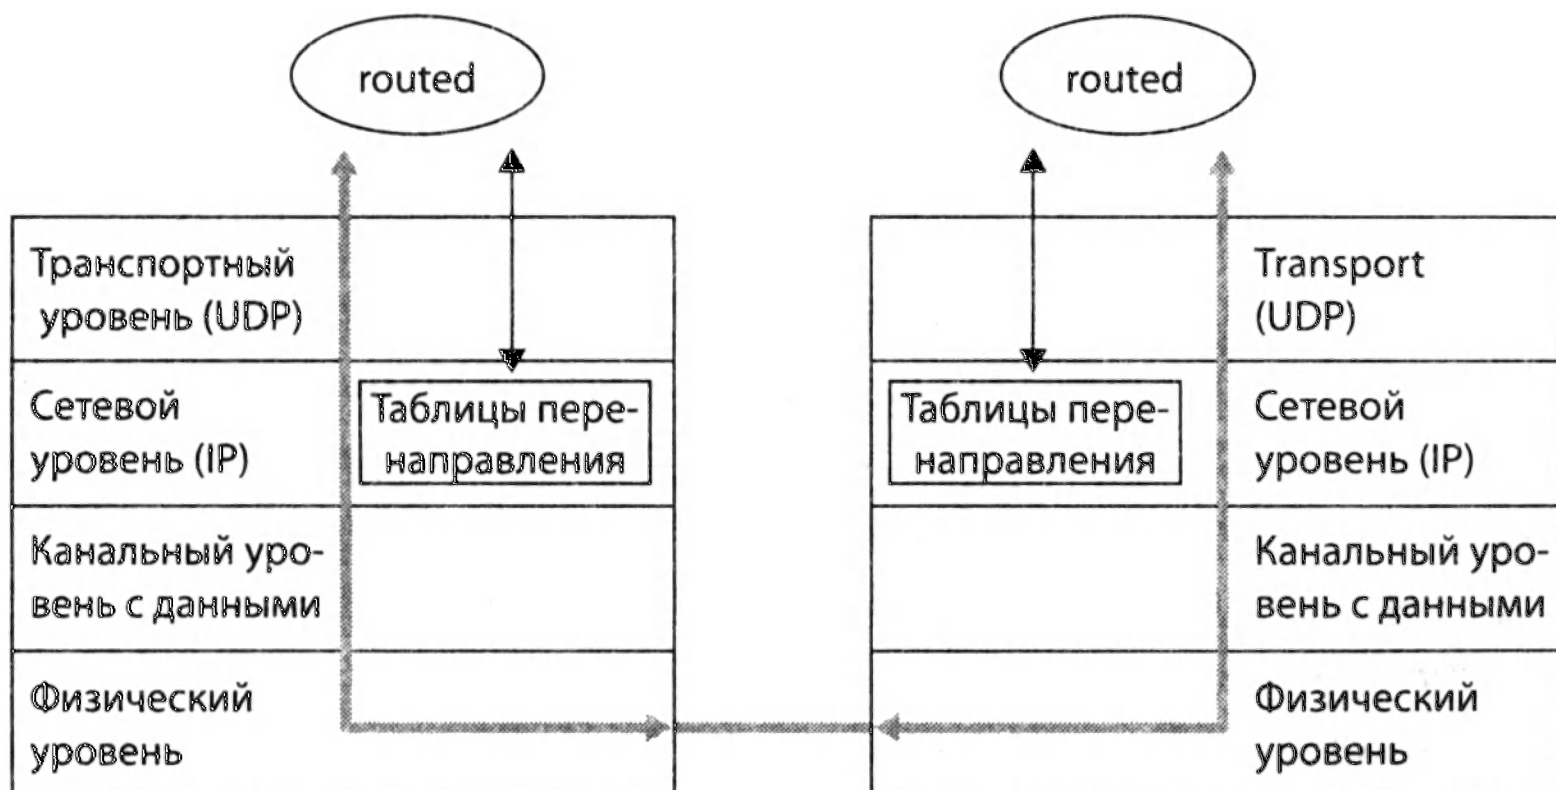 routed
routed
Транспортный
уровень (UDP)
Transport
(UDP)
Сетевой
уровень (IP)
Таблицы пере-
направления
Таблицы пере-
направления
Сетевой
уровень (IP)
Канальный уро-
вень с данными
Канальный уро-
вень с данными
Физический
уровень
Физический
уровень